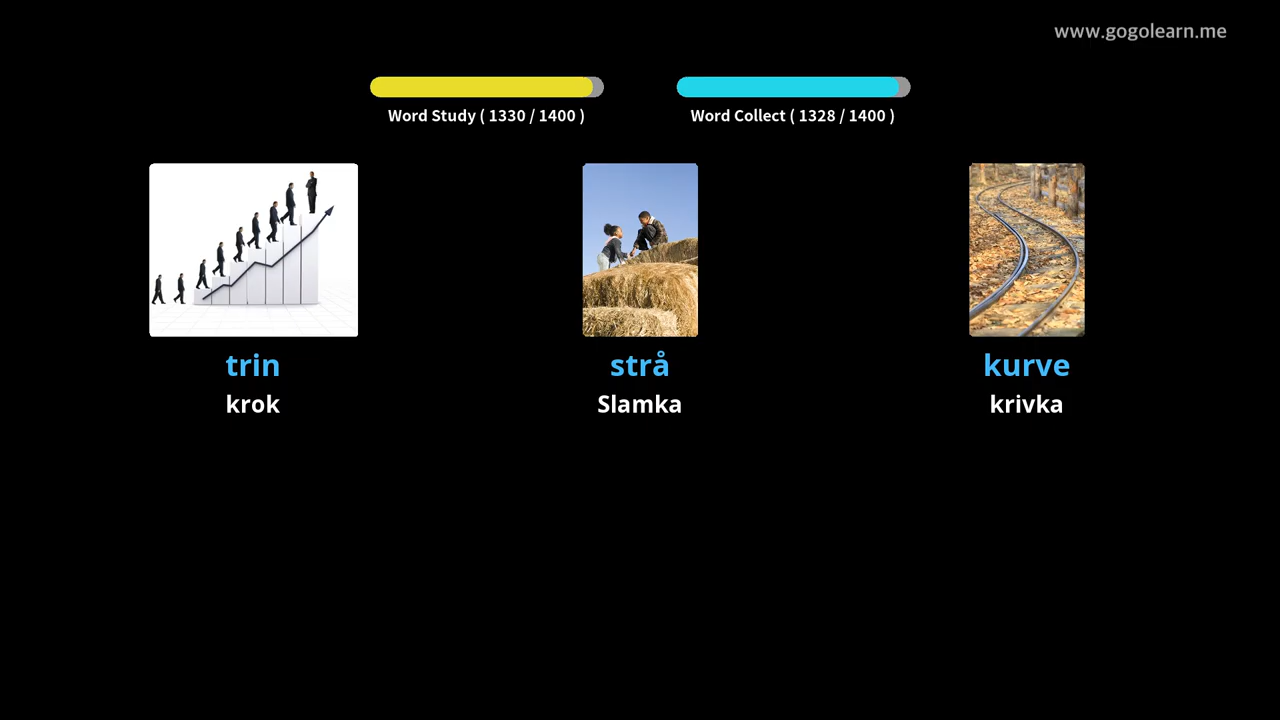 www.gogolearn.me
Word Study ( 1330 / 1400 )
Word Collect ( 1328 / 1400 )
trin
krok
strå
Slamka
kurve
krivka